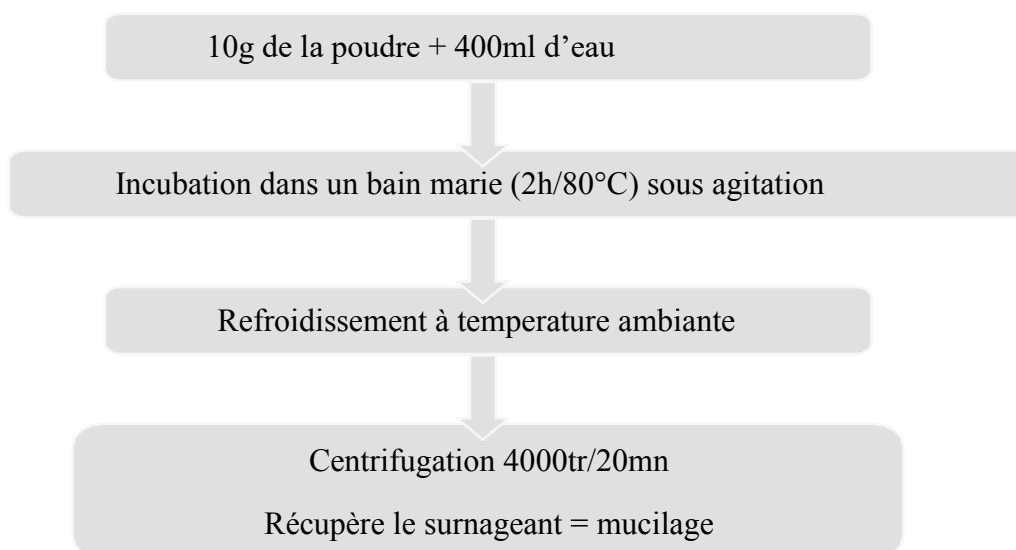 10g de la poudre + 400ml d’eau
Incubation dans un bain marie (2h/80°C) sous agitation
Refroidissement à temperature ambiante
Centrifugation 4000tr/20mn
Récupère le surnageant = mucilage